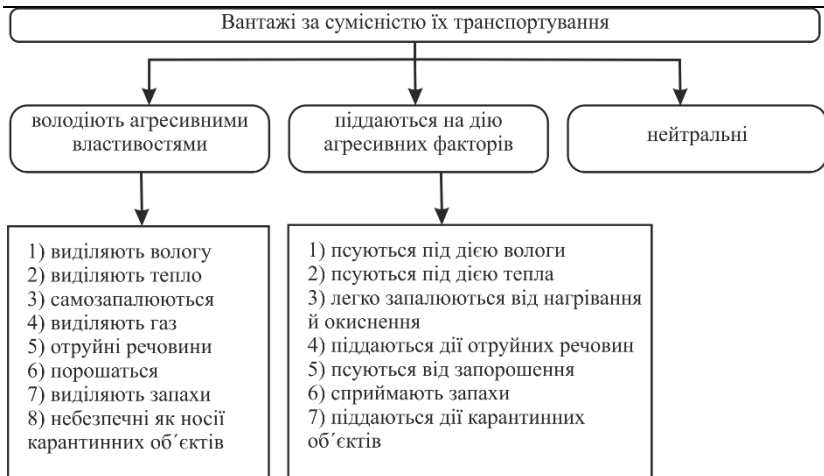 Вантажі за сумісністю їх транспортування
володіють агресивними
властивостями
піддаються на дію
агресивних факторів
нейтральні
1) виділяють вологу
2) виділяють тепло
3) самозапалюються
4) виділяють газ
5) отруйні речовини
6) порошаться
7) виділяють запахи
8) небезпечні як носії
карантинних об´єктів
1) псуються під дією вологи
2) псуються під дією тепла
3) легко запалюються від нагрівання
й окиснення
4) піддаються дії отруйних речовин
5) псуються від запорошення
6) сприймають запахи
7) піддаються дії карантинних
об´єктів